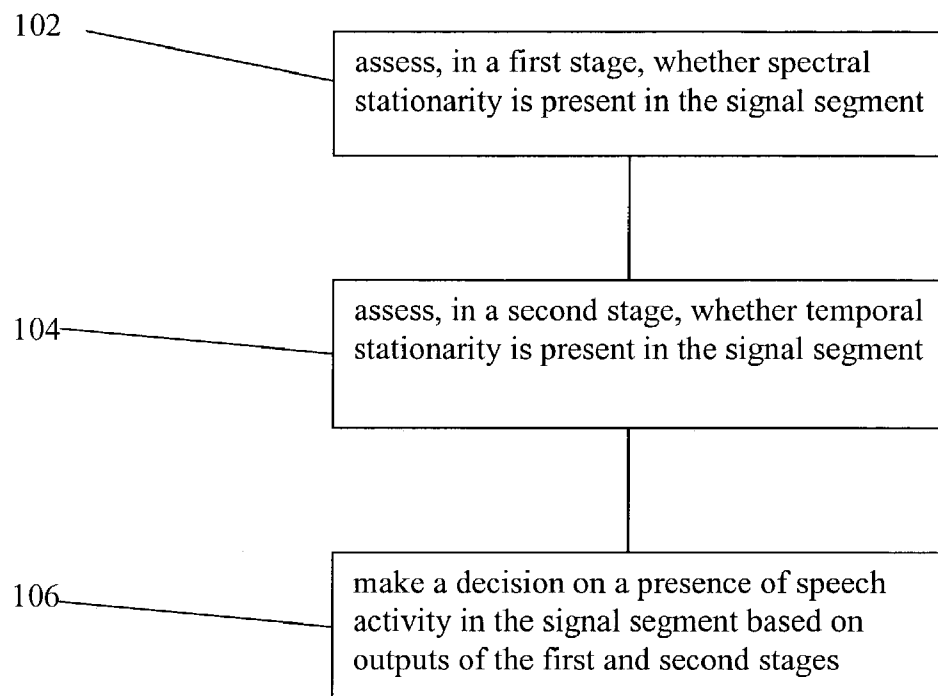 102
assess, in a first stage, whether spectral
stationarity is present in the signal segment
104
assess, in a second stage, whether temporal
stationarity is present in the signal segment
106
make a decision on a presence of speech
activity in the signal segment based on
outputs of the first and second stages